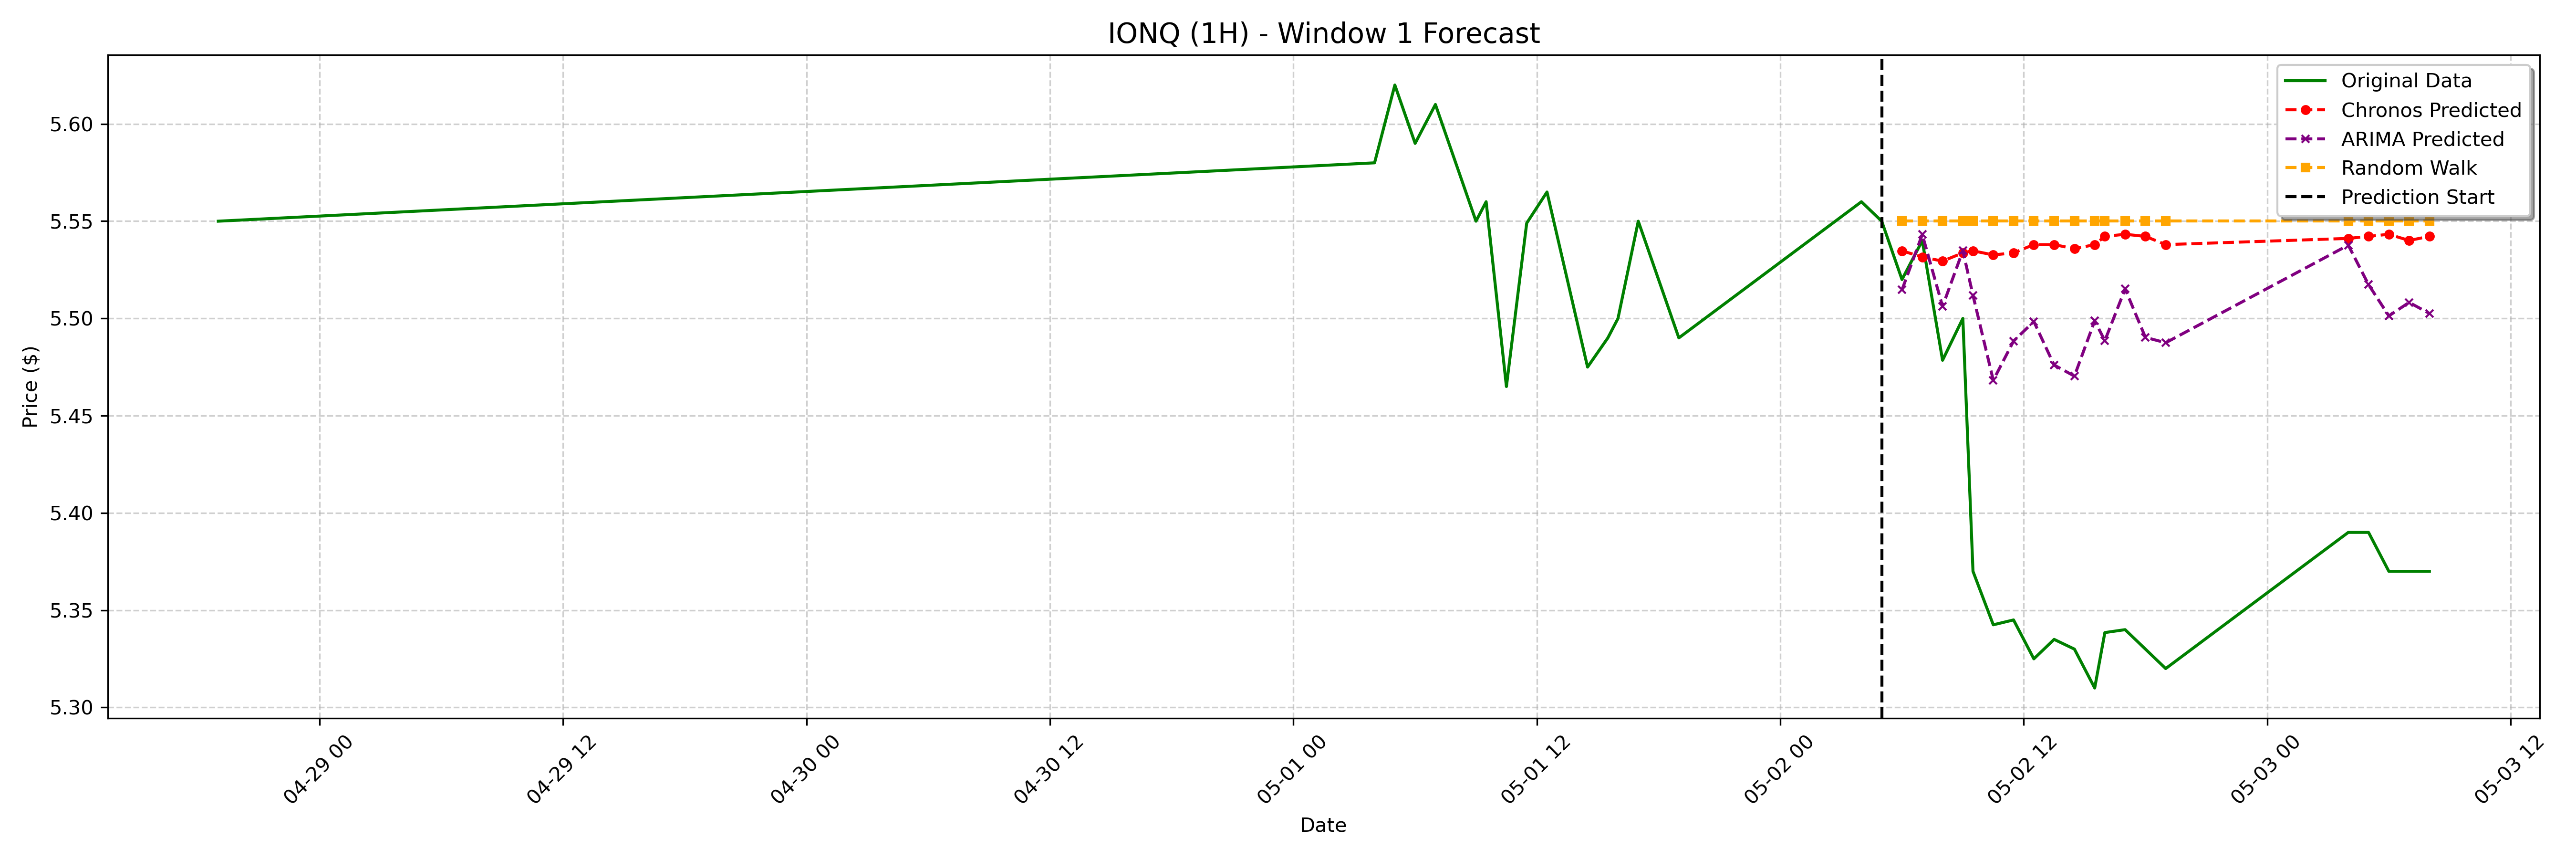 IONQ (1H) - Window 1 Forecast
Original Data
Chronos Predicted
ARIMA Predicted
Random Walk
Prediction Start
Price ($)
5.60
5.55
5.50
5.45
5.40
5.35
5.30
04-29 00
04-29 12
04-30 00
04-30 12
05-01 00
05-01 12
05-02 00
05-02 12
05-03 00
05-03 12
Date